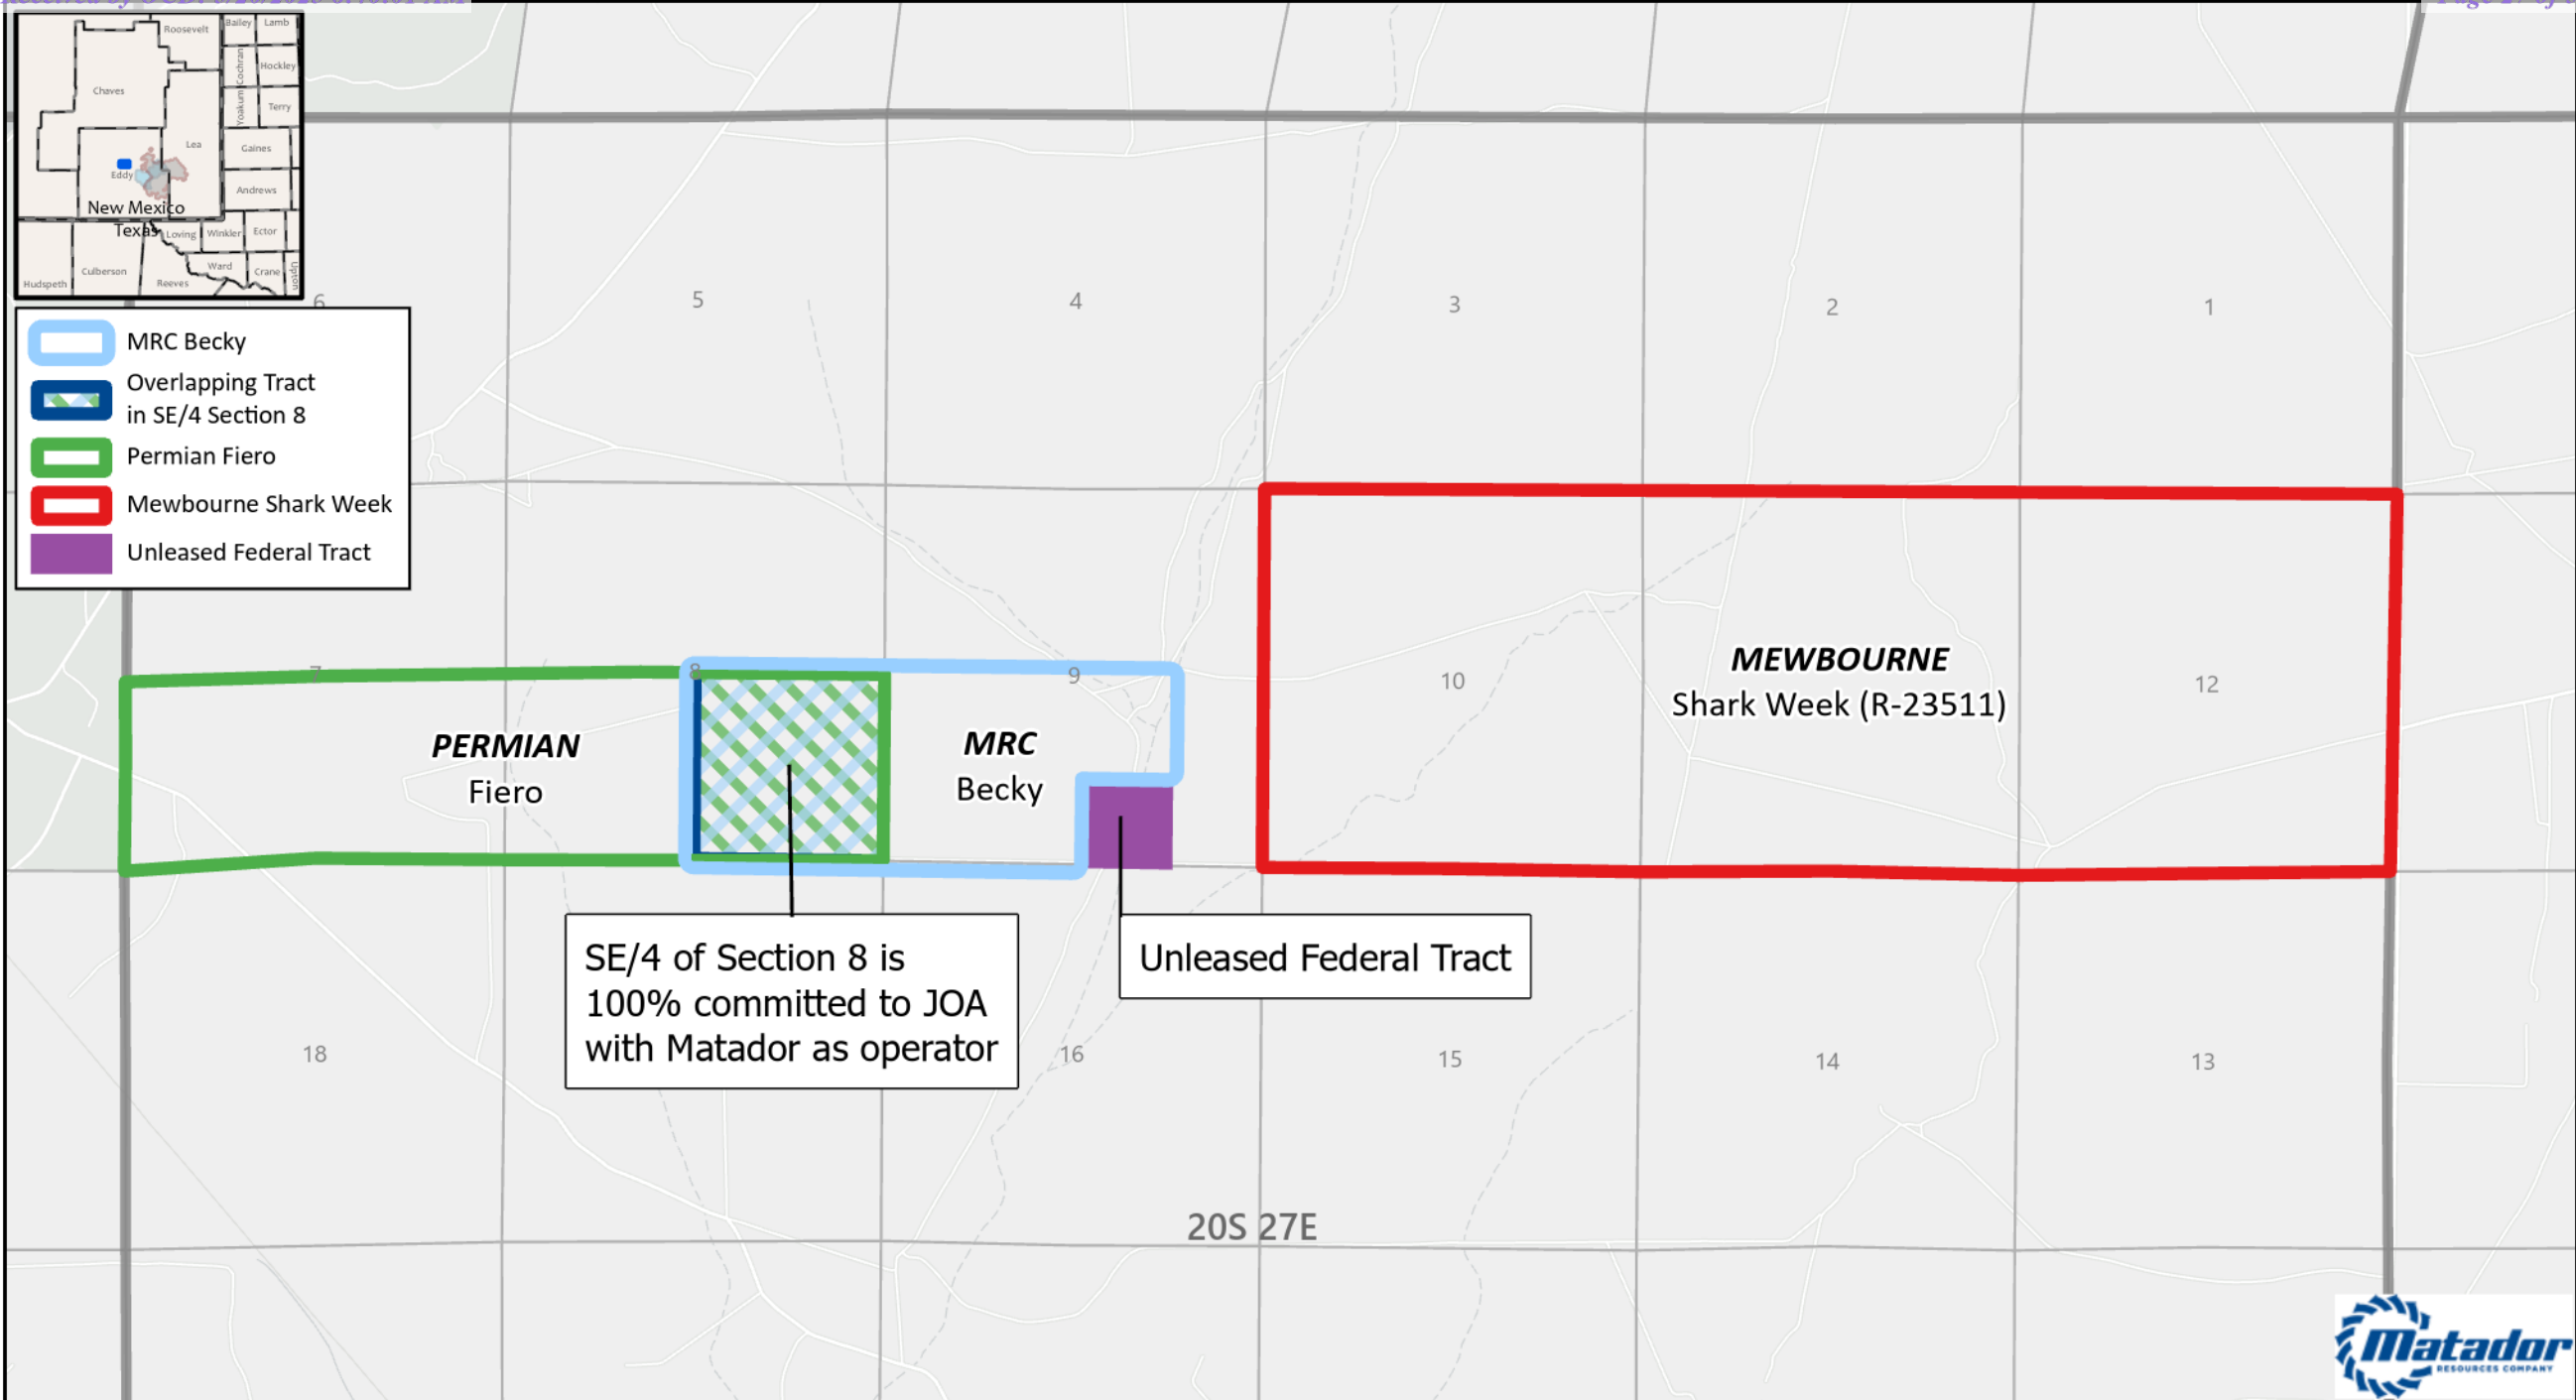 Roosevelt
Bailey
Lamb
Cochran
Hockley
Chaves
Yoakum
Terry
Lea
Gaines
Eddy
Andrews
New Mexico
Texas
Loving
Winkler
Ector
Ward
Crane
Upton
Culberson
Hudspeth
Reeves
6
5
4
3
2
1
MRC Becky
Overlapping Tract
in SE/4 Section 8
Permian Fiero
Mewbourne Shark Week
Unleased Federal Tract
7
8
9
10
12
MEWBOURNE
Shark Week (R-23511)
PERMIAN
Fiero
MRC
Becky
SE/4 of Section 8 is
100% committed to JOA
with Matador as operator
Unleased Federal Tract
18
16
15
14
13
20S 27E
Matador
RESOURCES COMPANY